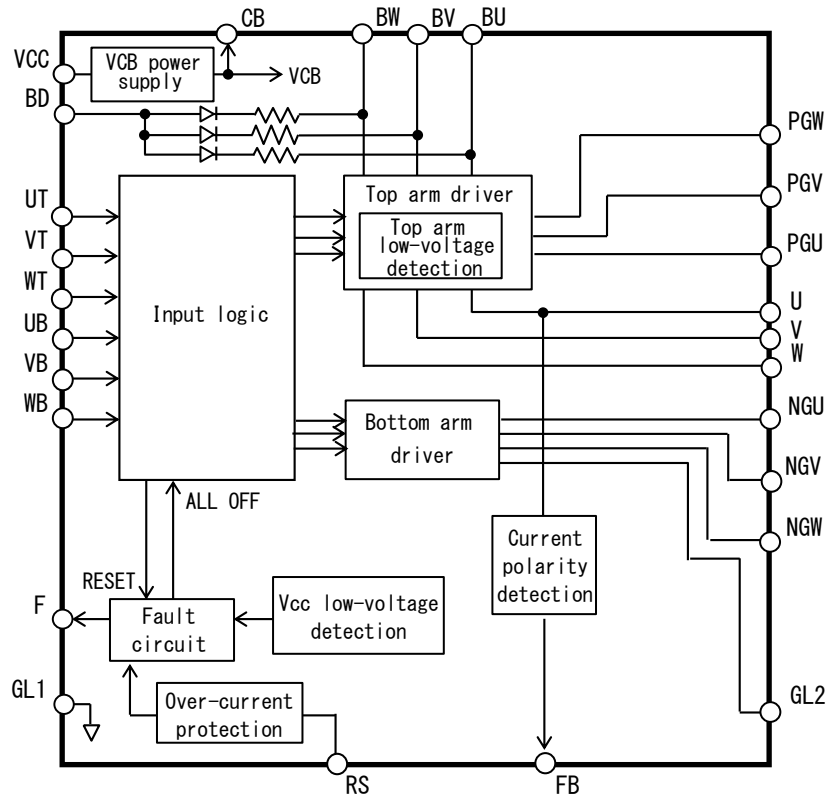 CB
BW
BV
BU
VCC
VCB power
supply
VCB
BD
PGW
PGV
PGU
UT
VT
WT
UB
VB
WB
Input logic
Top arm driver
Top arm
low-voltage
detection
U
V
W
Bottom arm
driver
NGU
NGV
NGW
ALL OFF
RESET
F
Fault
circuit
Vcc low-voltage
detection
Current
polarity
detection
GL1
Over-current
protection
GL2
RS
FB